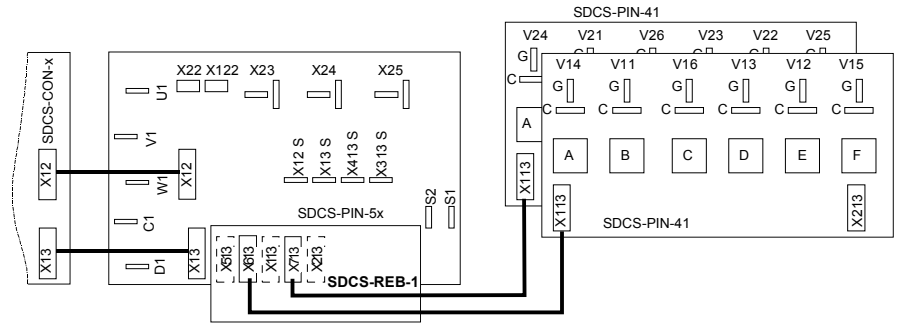 SDCS-PIN-41
V24 V21 V26 V23 V22 V25
G
C
A
X113
V14 V11 V16 V13 V12 V15
G G G G G G
C C C C C C
A B C D E F
X113
X213
SDCS-PIN-41
SDCS-CON-x
X12
X13
U1
V1
W1
C1
D1
X22 X122 X23 X24 X25
X12 S
X13 S
X413 S
X313 S
X12
X13
S2
S1
SDCS-PIN-5x
X513
X613
X113
X713
X213
SDCS-REB-1